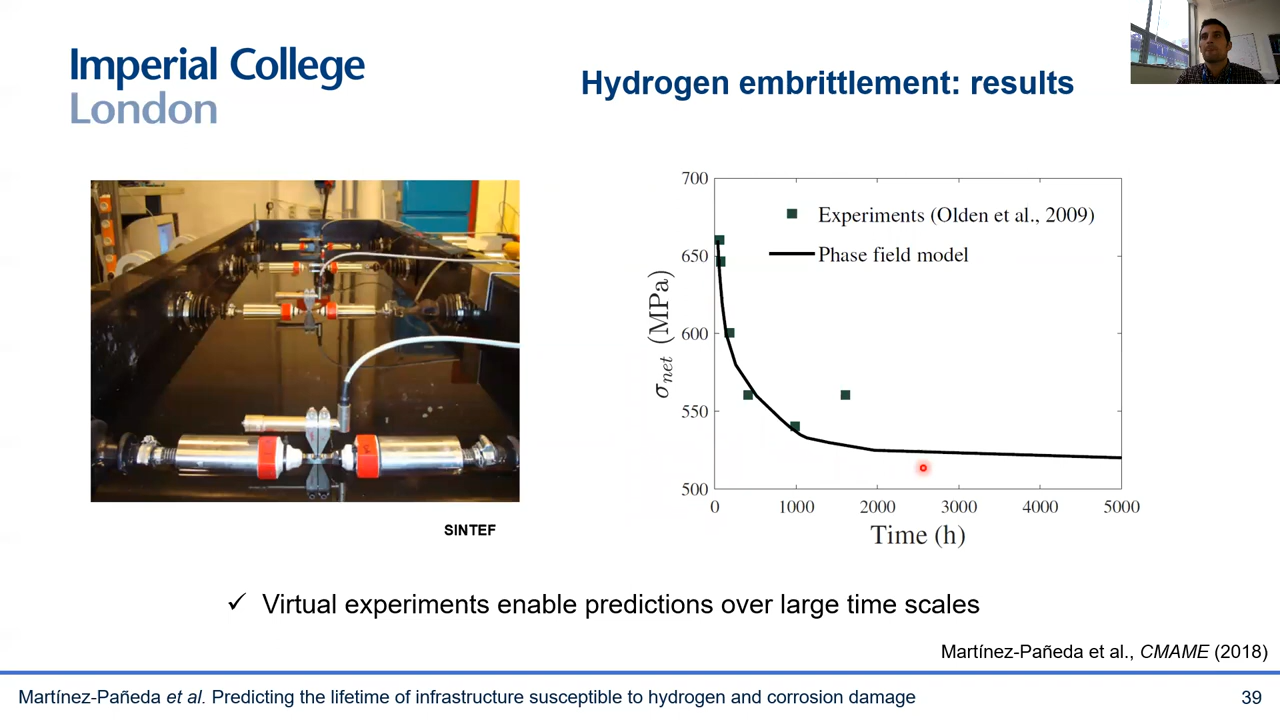 Imperial College
London
Hydrogen embrittlement: results
SINTEF
700
650
600
550
500
σnet (MPa)
Experiments (Olden et al., 2009)
Phase field model
0 1000 2000 3000 4000 5000
Time (h)
✓ Virtual experiments enable predictions over large time scales
Martínez-Pañeda et al., CMAME (2018)
Martínez-Pañeda et al. Predicting the lifetime of infrastructure susceptible to hydrogen and corrosion damage
39